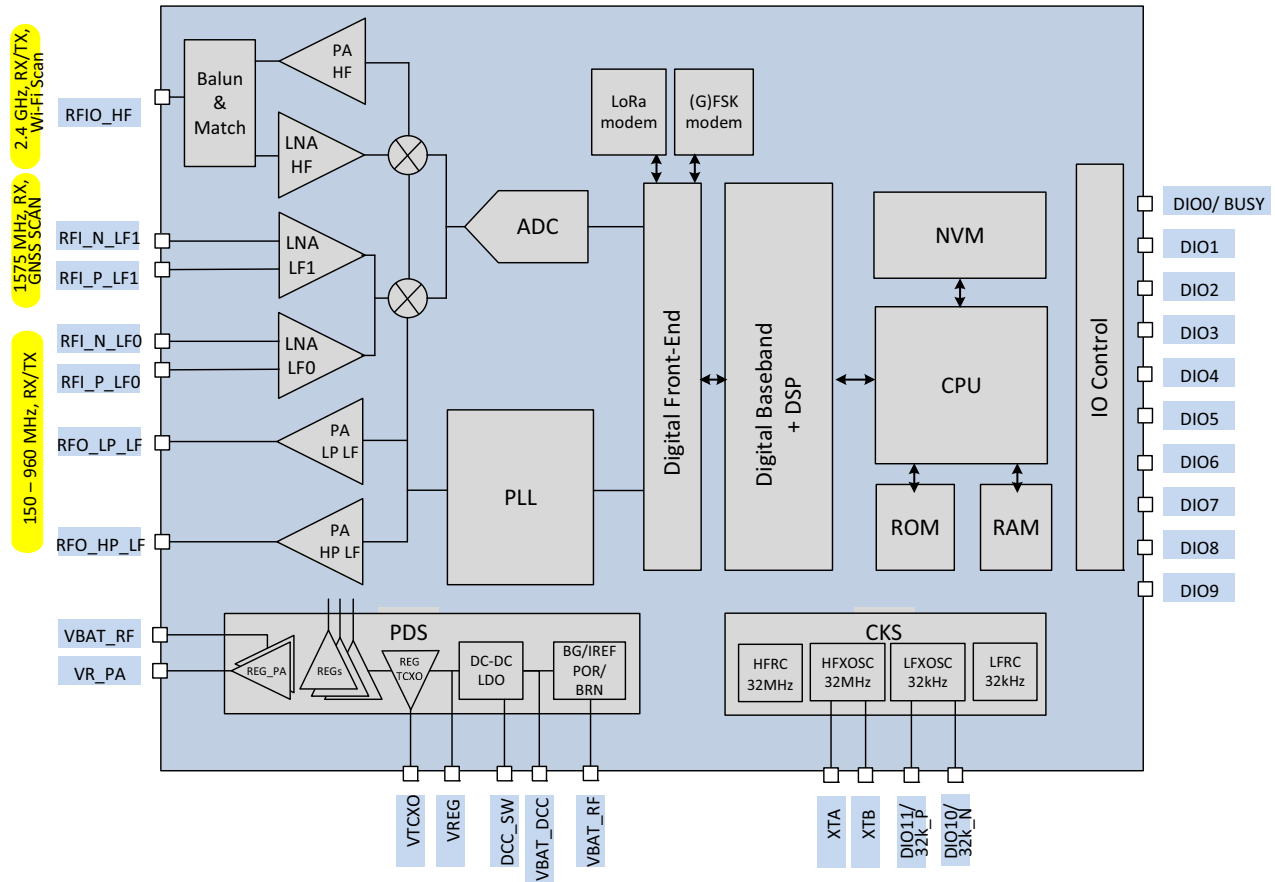 2.4 GHz, RX/TX,
Wi-Fi Scan
1575 MHz, RX,
GNSS SCAN
150 – 960 MHz, RX/TX
RFIO_HF
RFI_N_LF1
RFI_P_LF1
RFI_N_LF0
RFI_P_LF0
RFO_LP_LF
RFO_HP_LF
VBAT_RF
VR_PA
Balun
&
Match
PA
HF
LNA
HF
LNA
LF1
LNA
LF0
PA
LP LF
PA
HP LF
ADC
PLL
LoRa
modem
(G)FSK
modem
Digital Front-End
Digital Baseband
+ DSP
NVM
CPU
ROM
RAM
IO Control
DIO0/ BUSY
DIO1
DIO2
DIO3
DIO4
DIO5
DIO6
DIO7
DIO8
DIO9
PDS
REG_PA
REGs
REG
TCXO
DC-DC
LDO
BG/IREF
POR/
BRN
CKS
HFRC
32MHz
HFXOSC
32MHz
LFXOSC
32kHz
LFRC
32kHz
VTCXO
VREG
DCC_SW
VBAT_DCC
VBAT_RF
XTA
XTB
DIO11/
32k_P
DIO10/
32k_N